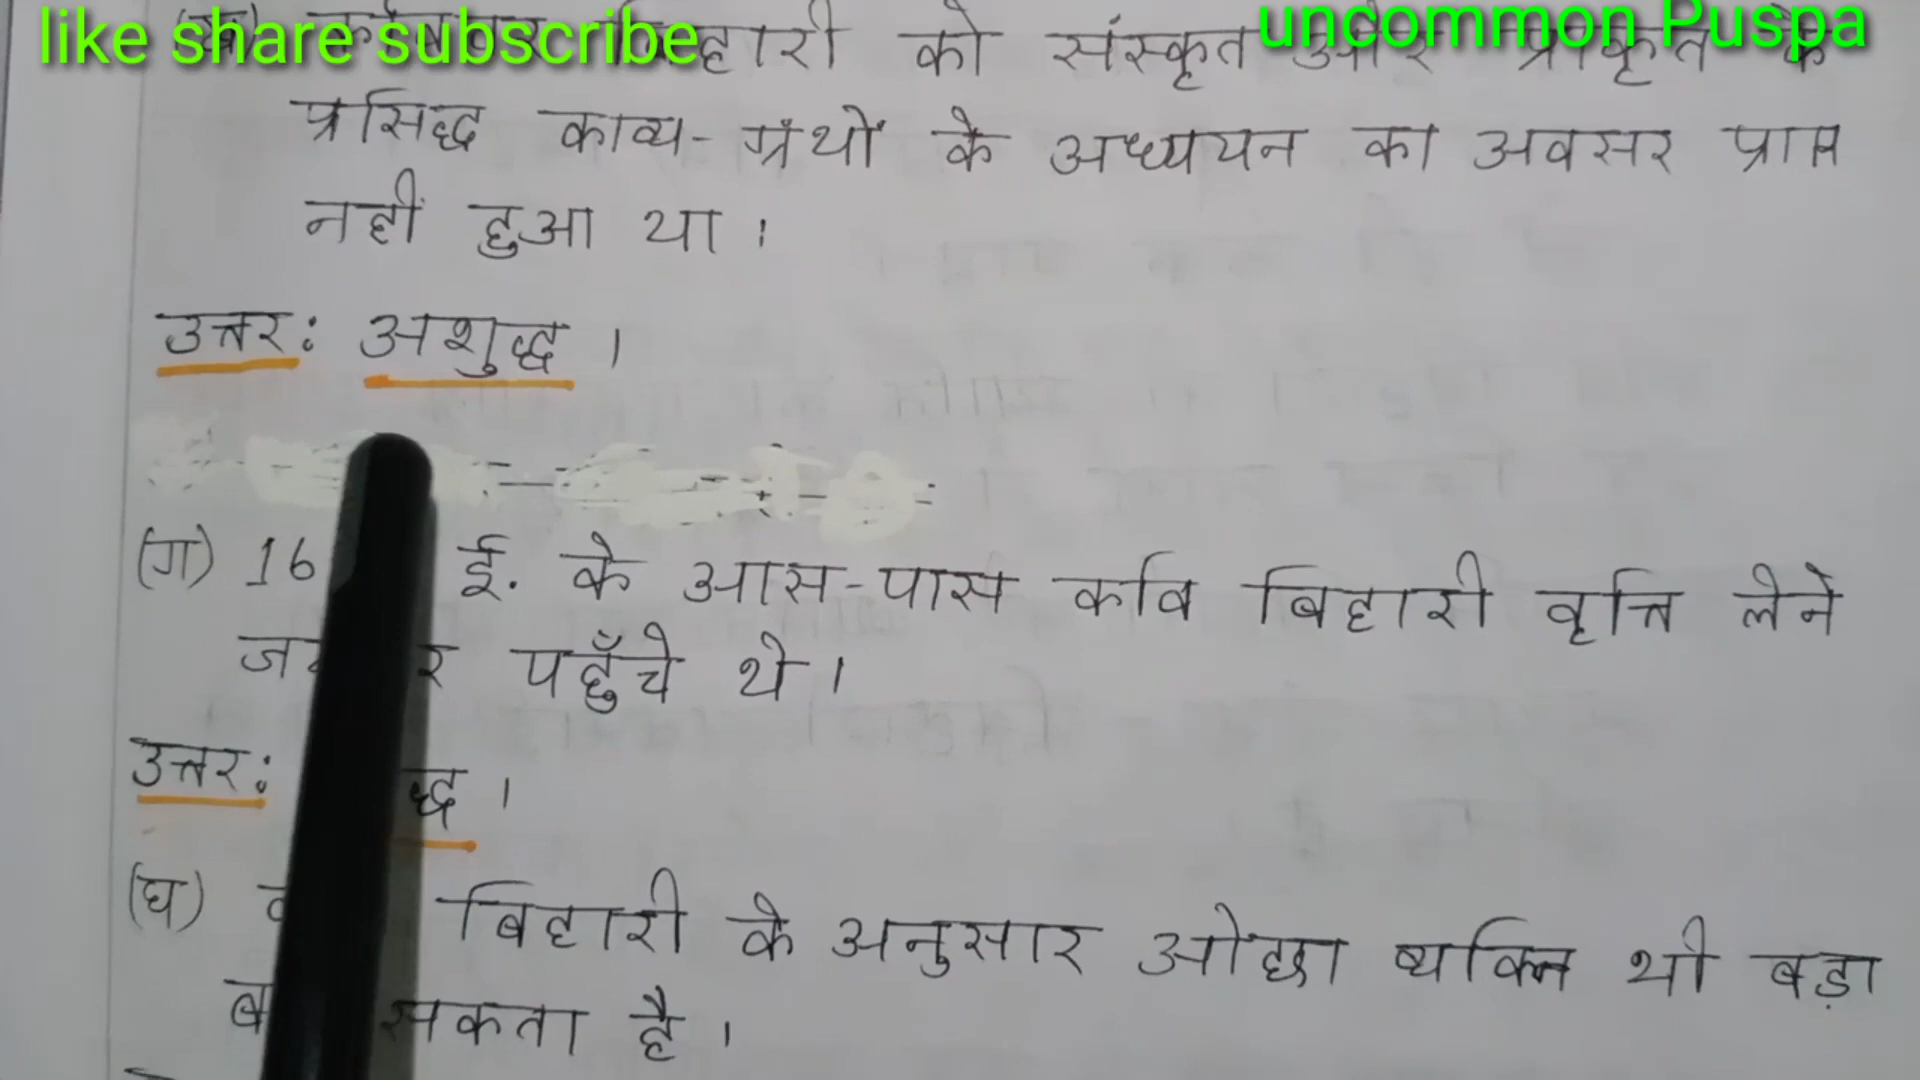 like share subscribe
uncommon Puspa
बिहारी को संस्कृत और प्राकृत के
प्रसिद्ध काव्य-ग्रंथों के अध्ययन का अवसर प्राप्त
नहीं हुआ था।
उत्तर: अशुद्ध।
(ग) 16 ई. के आस-पास कवि बिहारी वृत्ति लेने
पहुँचे थे।
उत्तर:
(घ) बिहारी के अनुसार ओछा व्यक्ति भी बड़ा
सकता है।